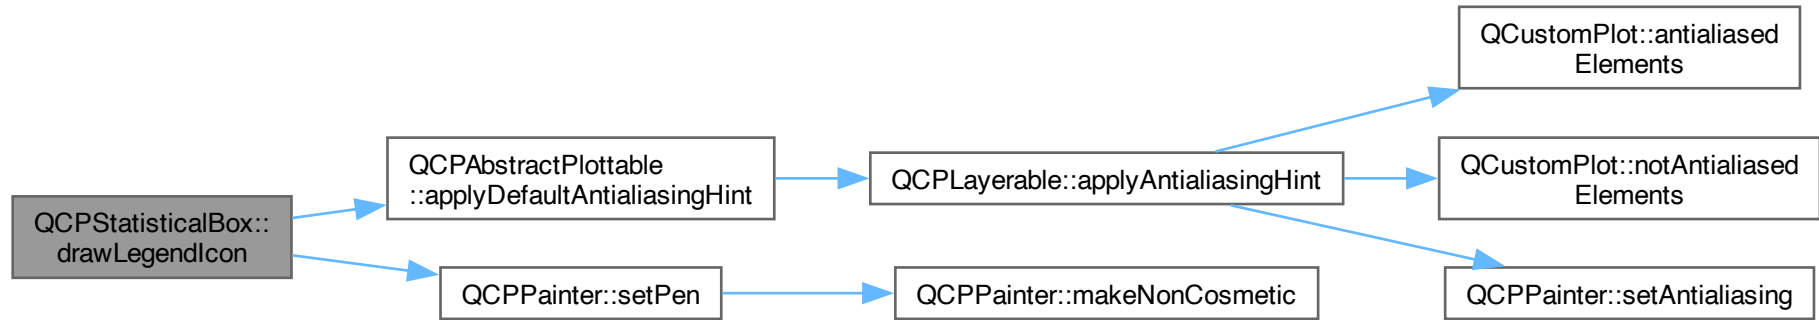 QCPStatisticalBox::
drawLegendIcon
QCPAbstractPlottable
::applyDefaultAntialiasingHint
QCPLayerable::applyAntialiasingHint
QCustomPlot::antialiased
Elements
QCustomPlot::notAntialiased
Elements
QCPPainter::setAntialiasing
QCPPainter::setPen
QCPPainter::makeNonCosmetic